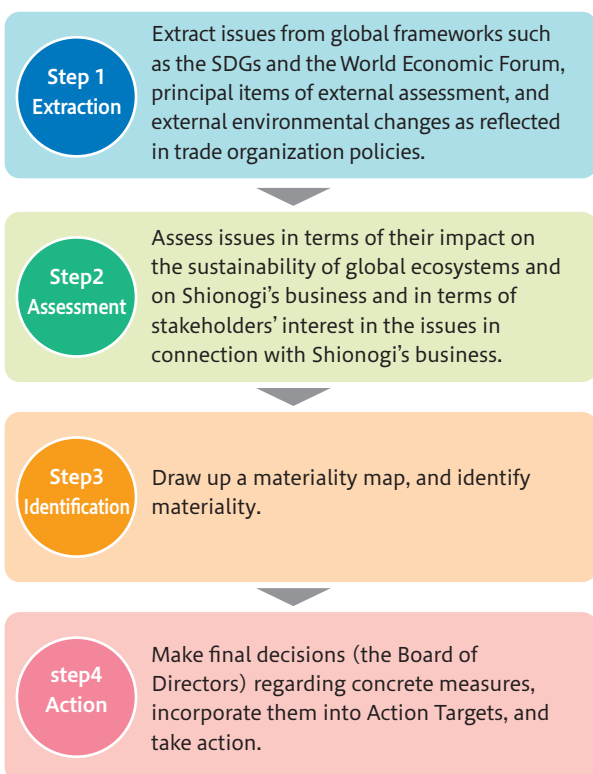 Step 1
Extraction
Extract issues from global frameworks such
as the SDGs and the World Economic Forum,
principal items of external assessment, and
external environmental changes as reflected
in trade organization policies.
Step2
Assessment
Assess issues in terms of their impact on
the sustainability of global ecosystems and
on Shionogi’s business and in terms of
stakeholders’ interest in the issues in
connection with Shionogi’s business.
Step3
Identification
Draw up a materiality map, and identify
materiality.
step4
Action
Make final decisions (the Board of
Directors) regarding concrete measures,
incorporate them into Action Targets, and
take action.